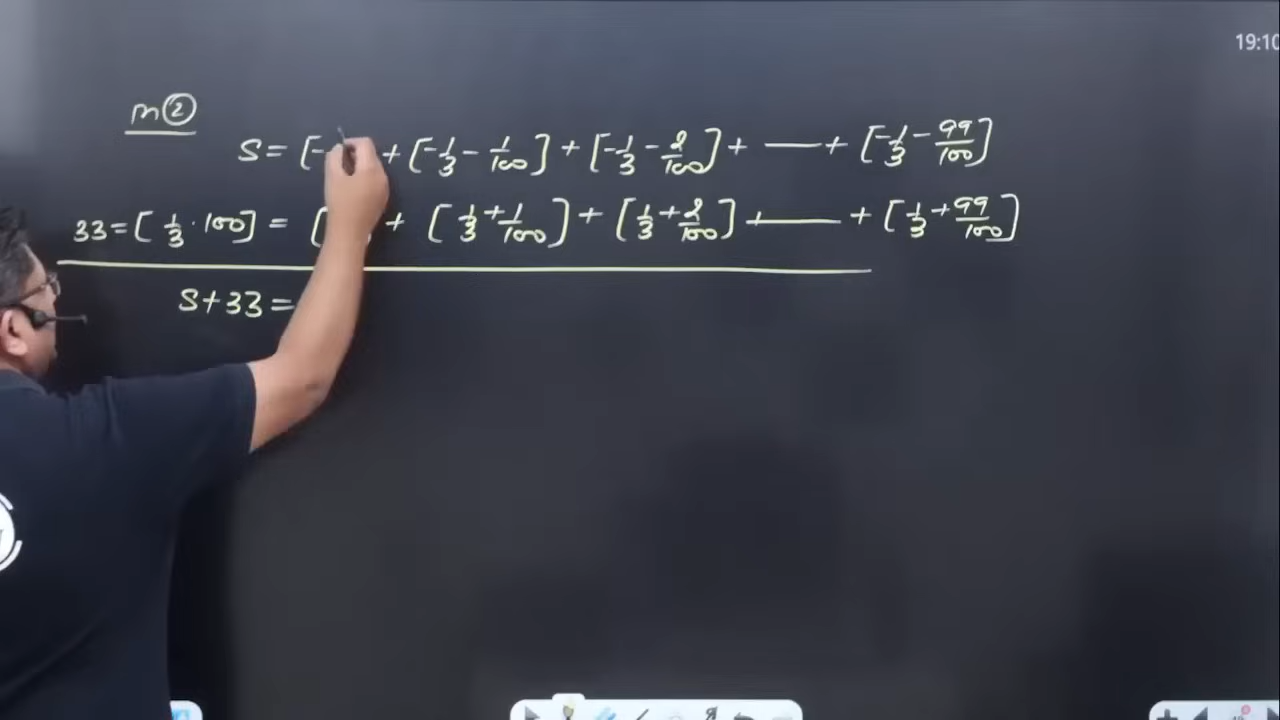 19:10
m②
S = [- + [-1/3 - 1/100] + [-1/3 - 2/100] + —— + [-1/3 - 99/100]
33 = [1/3 · 100] = [ + [1/3 + 1/100] + [1/3 + 2/100] + —— + [1/3 + 99/100]
S+33 =